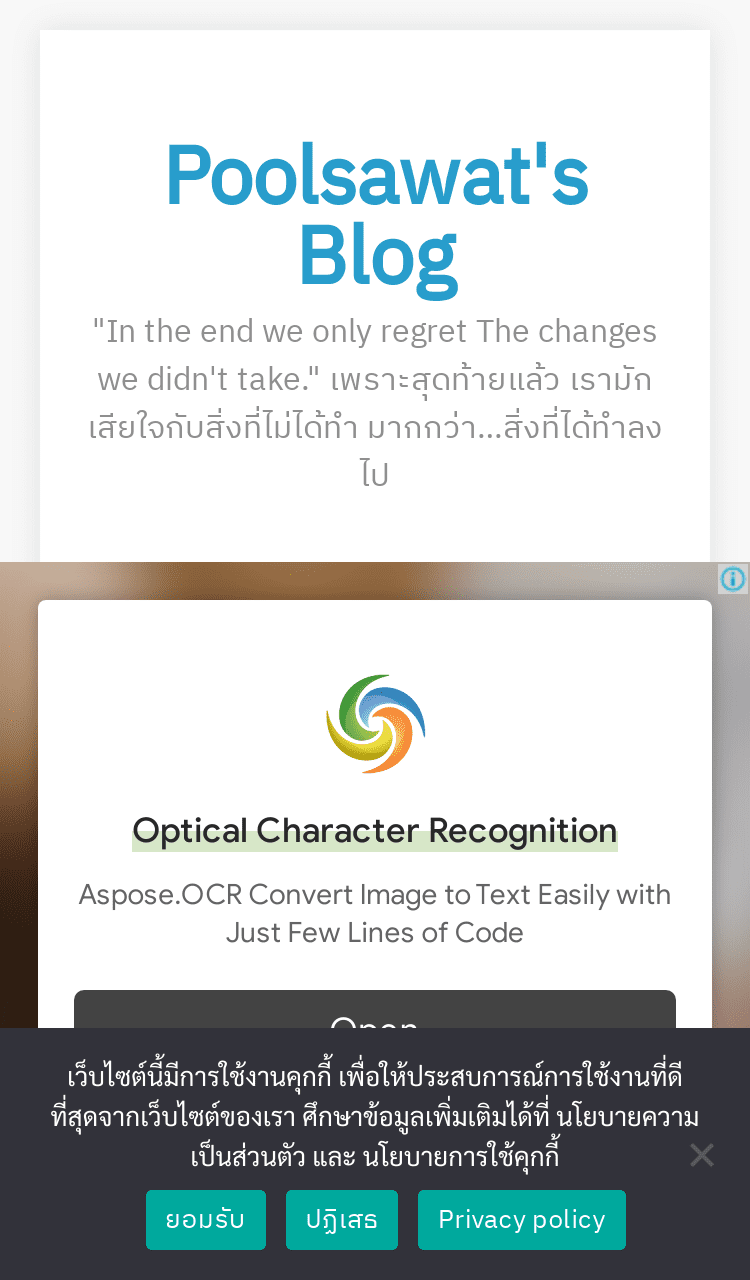 Poolsawat's
Blog
"In the end we only regret The changes
we didn't take." เพราะสุดท้ายแล้ว เรามัก
เสียใจกับสิ่งที่ไม่ได้ทำ มากกว่า...สิ่งที่ได้ทำลง
ไป
Optical Character Recognition
Aspose.OCR Convert Image to Text Easily with
Just Few Lines of Code
Open
เว็บไซต์นี้มีการใช้งานคุกกี้ เพื่อให้ประสบการณ์การใช้งานที่ดี
ที่สุดจากเว็บไซต์ของเรา ศึกษาข้อมูลเพิ่มเติมได้ที่ นโยบายความ
เป็นส่วนตัว และ นโยบายการใช้คุกกี้
ยอมรับ
ปฏิเสธ
Privacy policy